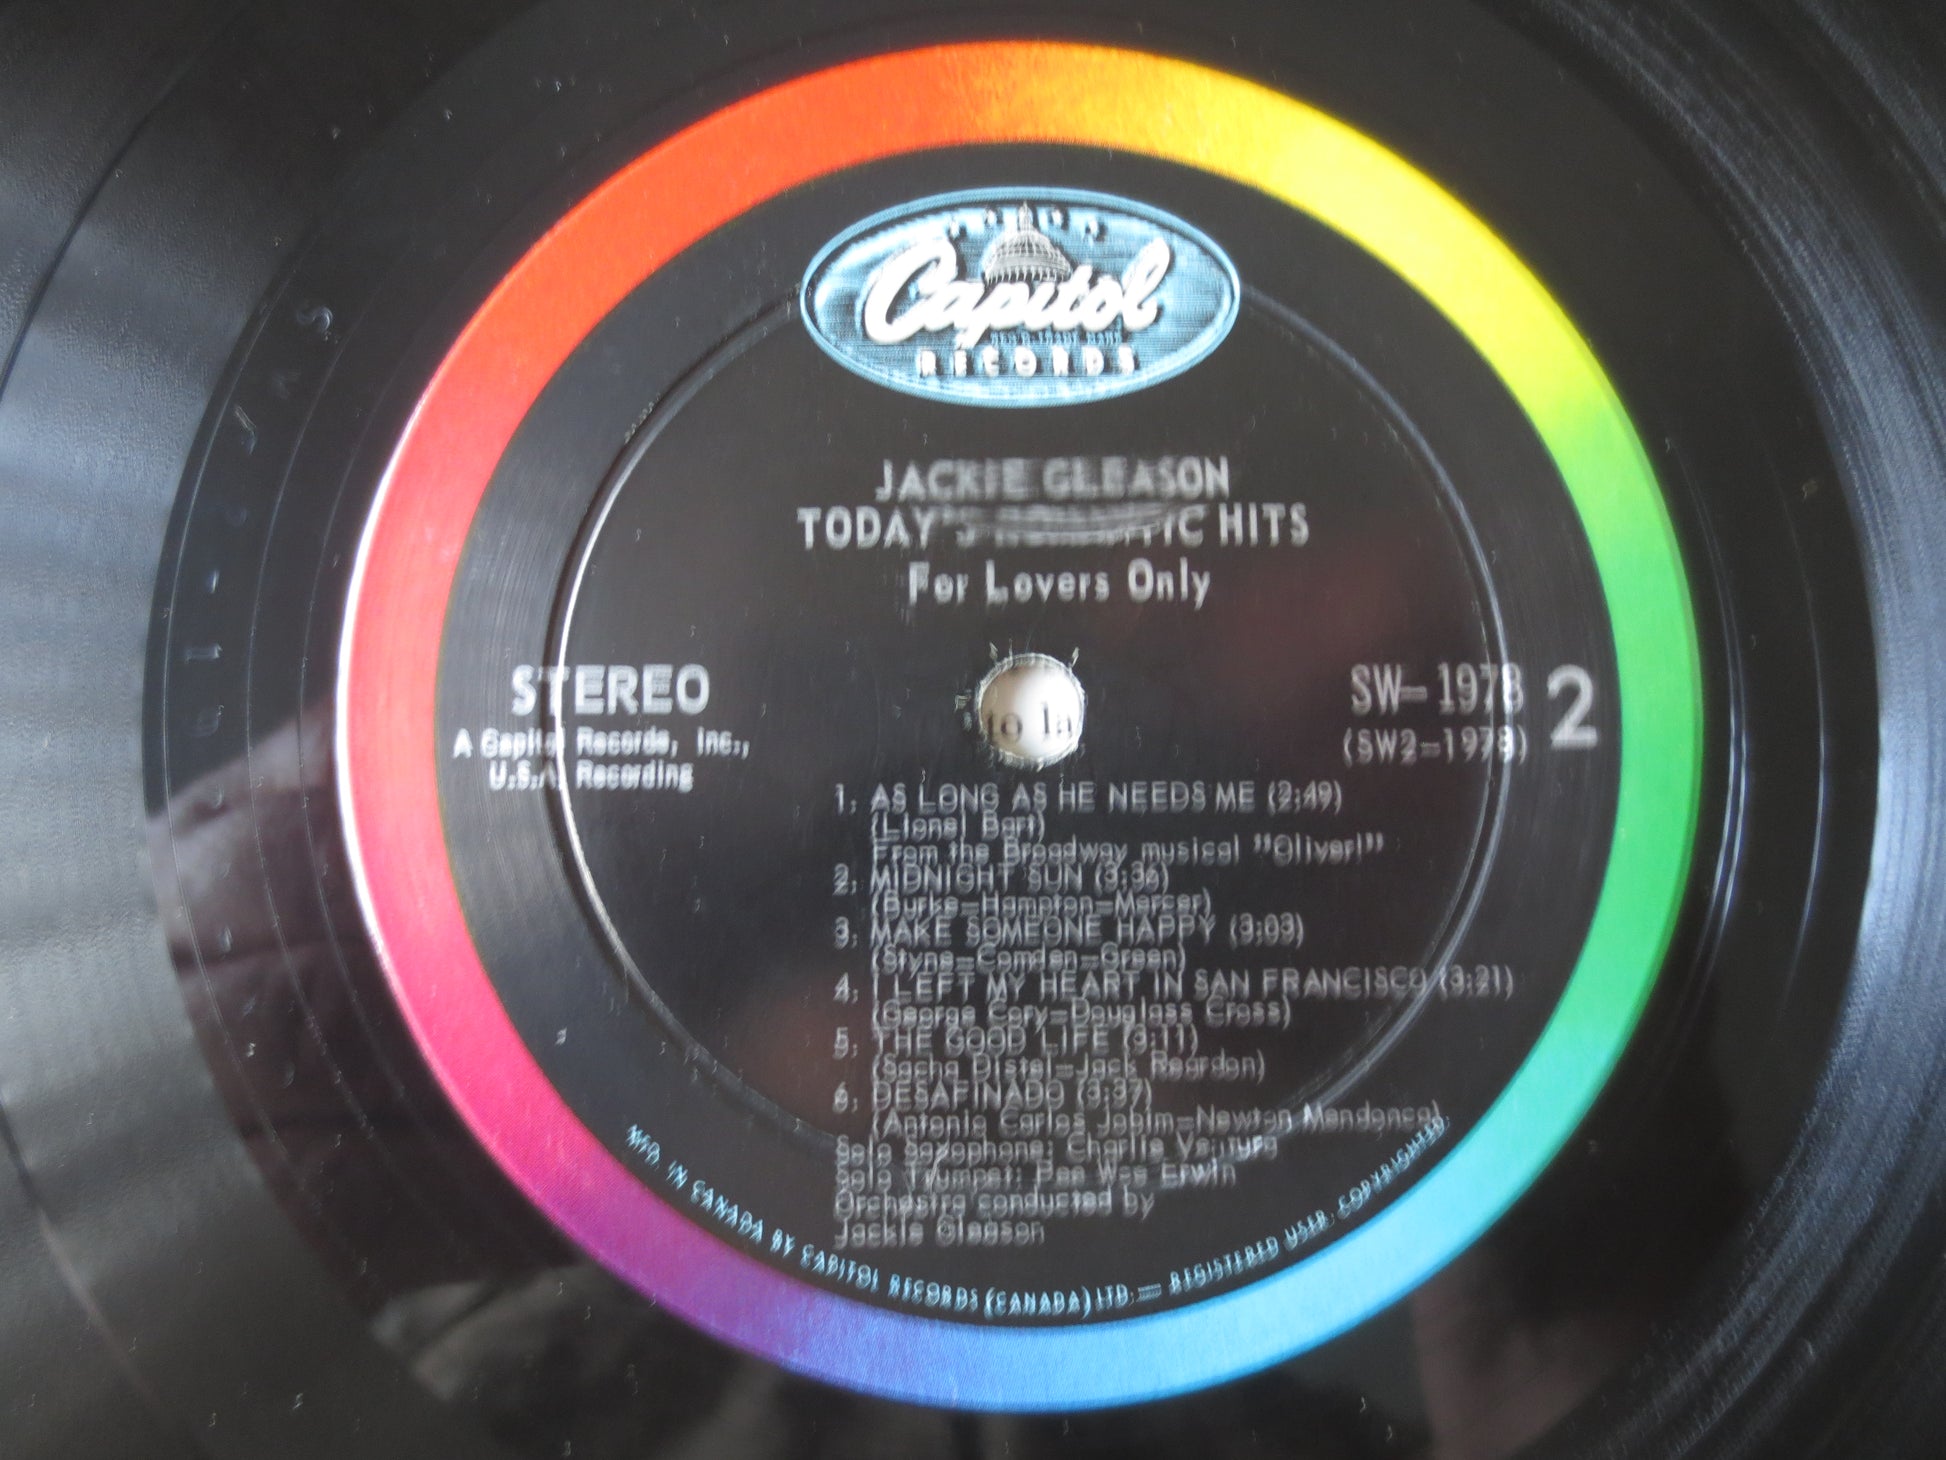 Capitol
RECORDS
JACKIE GLEASON
TODAY'S ROMANTIC HITS
For Lovers Only
STEREO
A Capitol Records, Inc.,
U.S.A. Recording
SW-1978
(SW2-1978)
2
to la
1. AS LONG AS HE NEEDS ME (2:49)
(Lionel Bart)
From the Broadway musical "Oliver!"
2. MIDNIGHT SUN (3:36)
(Burke-Hampton-Mercer)
3. MAKE SOMEONE HAPPY (3:03)
(Styne-Comden-Green)
4. I LEFT MY HEART IN SAN FRANCISCO (3:21)
(George Cory-Douglass Cross)
5. THE GOOD LIFE (3:11)
(Sacha Distel-Jack Reardon)
6. DESAFINADO (3:37)
(Antonio Carlos Jobim-Newton Mendonca)
Solo Saxophone: Charlie Ventura
Solo Trumpet: Pee Wee Erwin
Orchestra conducted by
Jackie Gleason
MFD. IN CANADA BY CAPITOL RECORDS (CANADA) LTD. — REGISTERED USER. COPYRIGHTED.